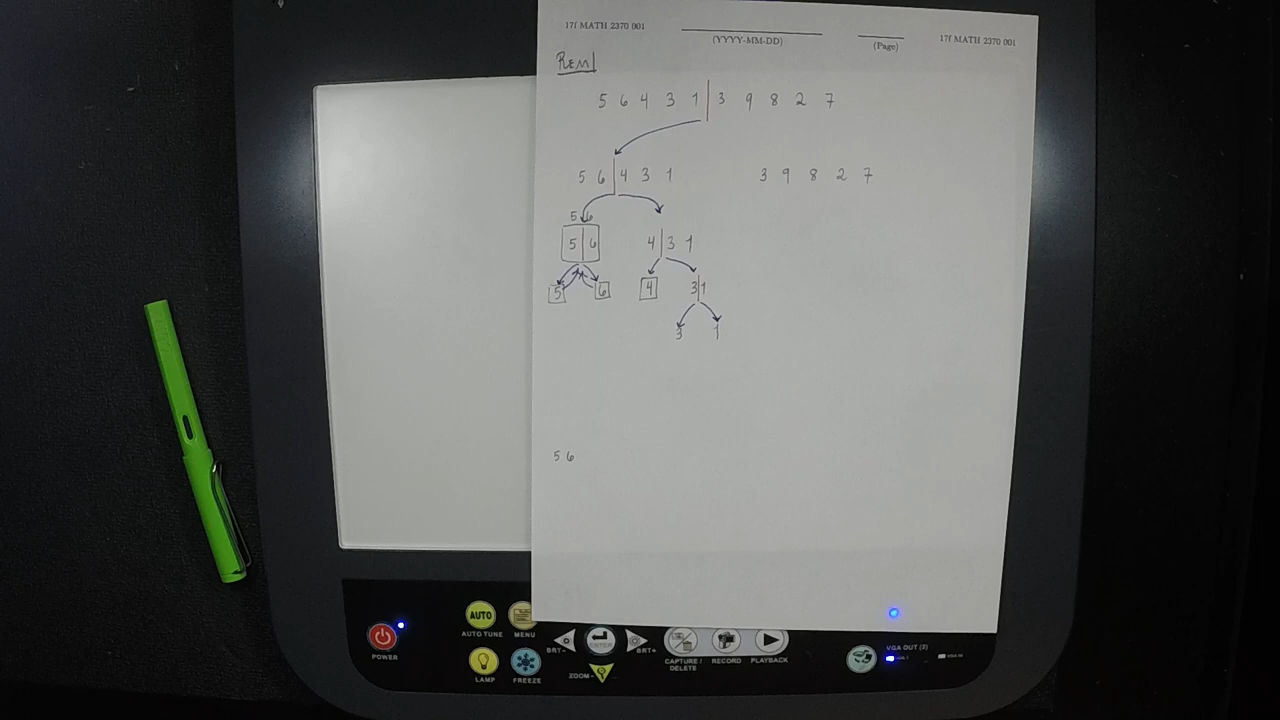 17f MATH 2370 001 (YYYY-MM-DD) (Page) 17f MATH 2370 001
REM
5 6 4 3 1 | 3 9 8 2 7
5 6 | 4 3 1 3 9 8 2 7
5 6
5 | 6 4 | 3 1
5 6 4 3 | 1
3 1
5 6
POWER
AUTO
AUTO TUNE
MENU
LAMP
FREEZE
BRT-
ENTER
BRT+
ZOOM-
CAPTURE / DELETE
RECORD
PLAYBACK
VGA OUT (2)